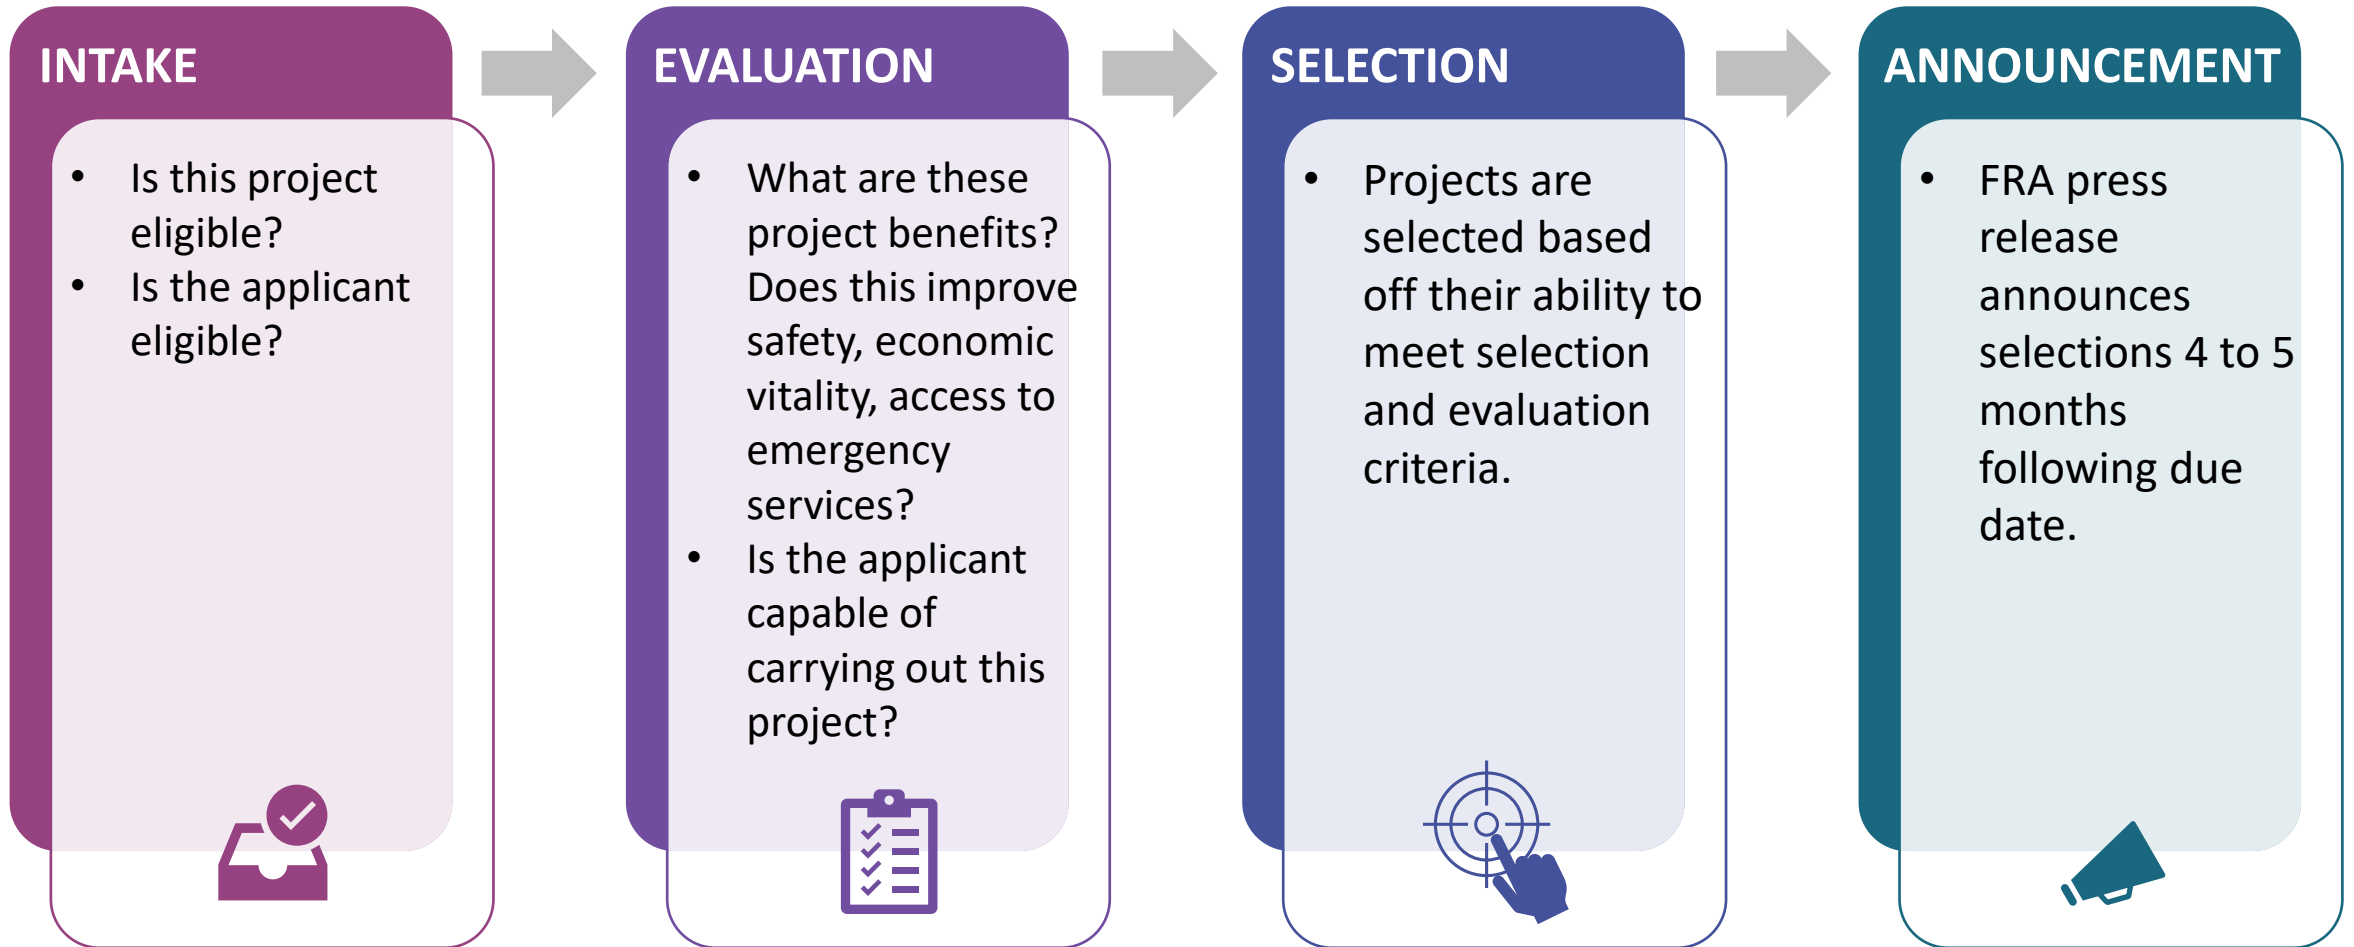 INTAKE
• Is this project
eligible?
• Is the applicant
eligible?
EVALUATION
• What are these
project benefits?
Does this improve
safety, economic
vitality, access to
emergency
services?
• Is the applicant
capable of
carrying out this
project?
SELECTION
• Projects are
selected based
off their ability to
meet selection
and evaluation
criteria.
ANNOUNCEMENT
• FRA press
release
announces
selections 4 to 5
months
following due
date.